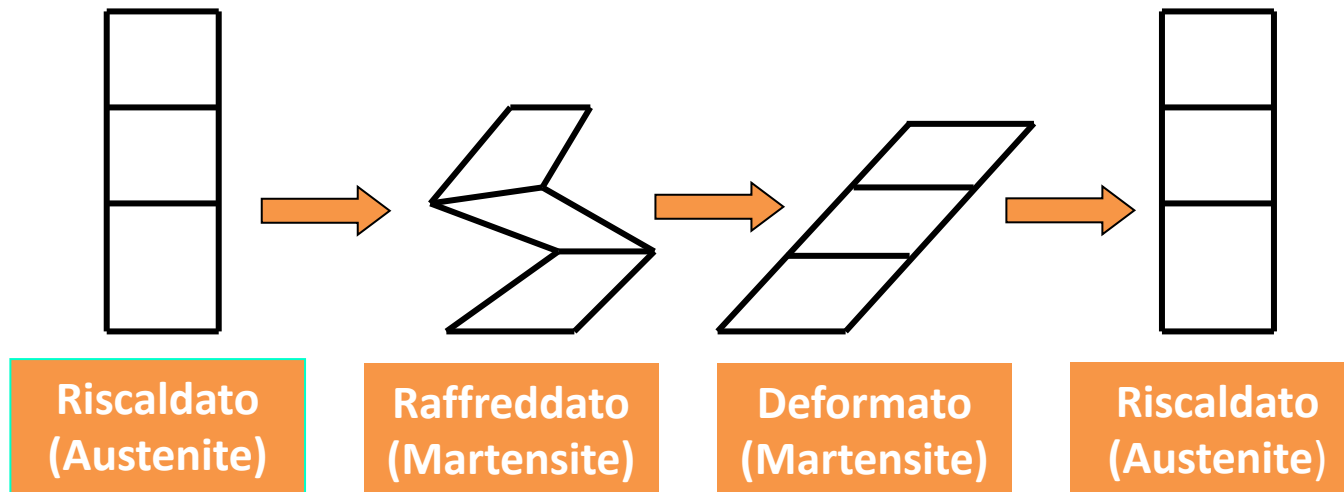 Riscaldato
(Austenite)
Raffreddato
(Martensite)
Deformato
(Martensite)
Riscaldato
(Austenite)